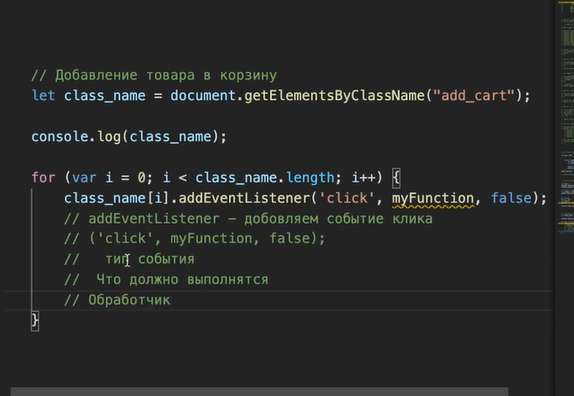 // Добавление товара в корзину
let class_name = document.getElementsByClassName("add_cart");
console.log(class_name);
for (var i = 0; i < class_name.length; i++) {
class_name[i].addEventListener('click', myFunction, false);
// addEventListener – добовляем событие клика
// ('click', myFunction, false);
// тип события
// Что должно выполнятся
// Обработчик
}